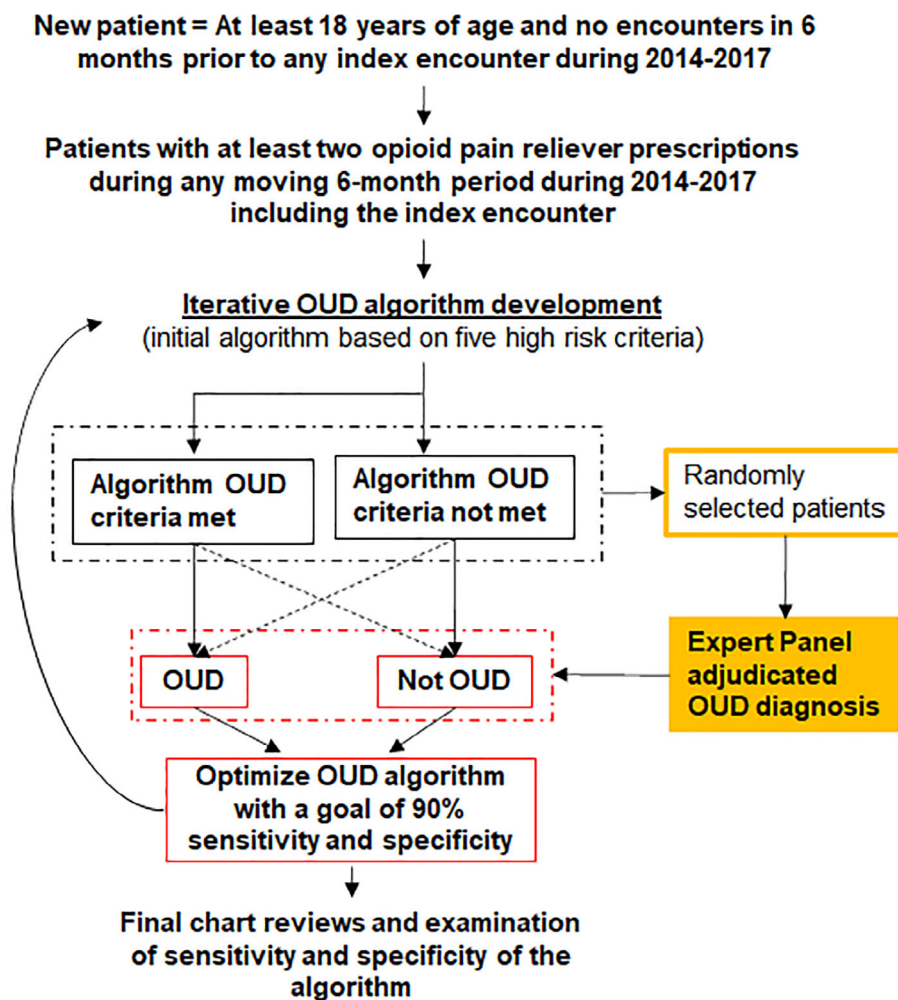 New patient = At least 18 years of age and no encounters in 6
months prior to any index encounter during 2014-2017
Patients with at least two opioid pain reliever prescriptions
during any moving 6-month period during 2014-2017
including the index encounter
Iterative OUD algorithm development
(initial algorithm based on five high risk criteria)
Algorithm OUD
criteria met
Algorithm OUD
criteria not met
Randomly
selected patients
Expert Panel
adjudicated
OUD diagnosis
OUD
Not OUD
Optimize OUD algorithm
with a goal of 90%
sensitivity and specificity
Final chart reviews and examination
of sensitivity and specificity of the
algorithm